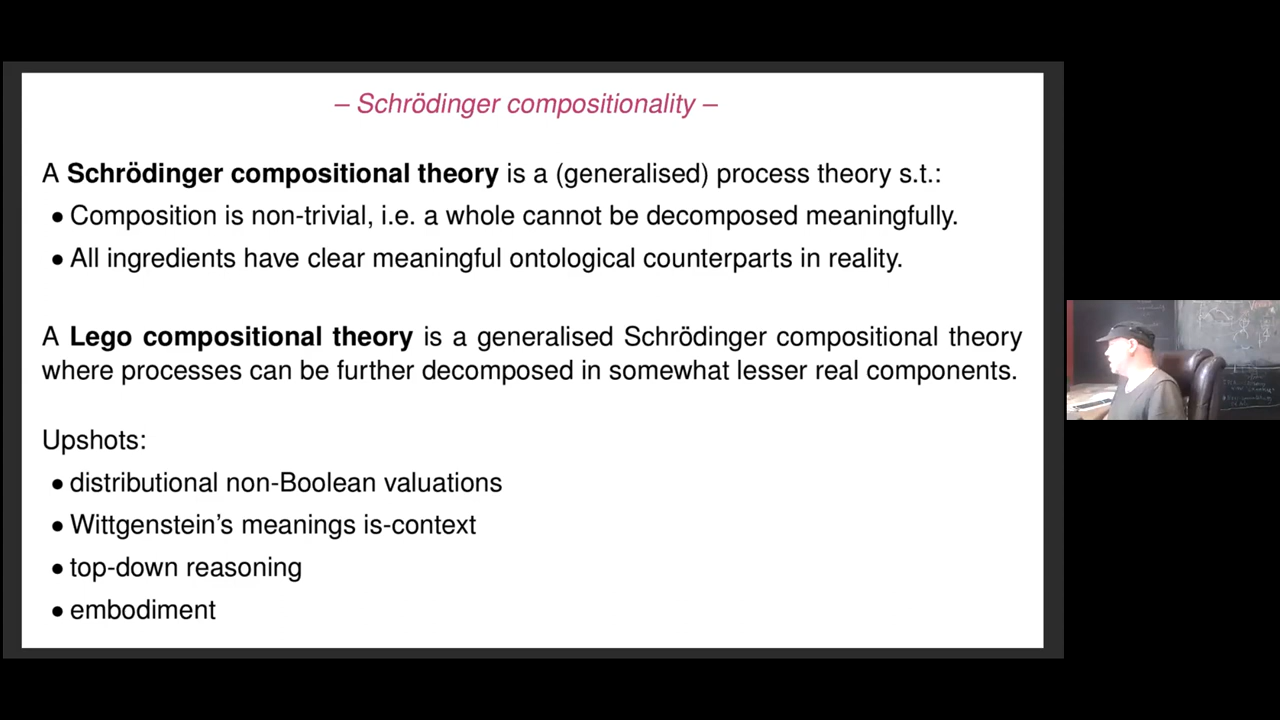 – Schrödinger compositionality –
A Schrödinger compositional theory is a (generalised) process theory s.t.:
• Composition is non-trivial, i.e. a whole cannot be decomposed meaningfully.
• All ingredients have clear meaningful ontological counterparts in reality.
A Lego compositional theory is a generalised Schrödinger compositional theory
where processes can be further decomposed in somewhat lesser real components.
Upshots:
• distributional non-Boolean valuations
• Wittgenstein's meanings is-context
• top-down reasoning
• embodiment